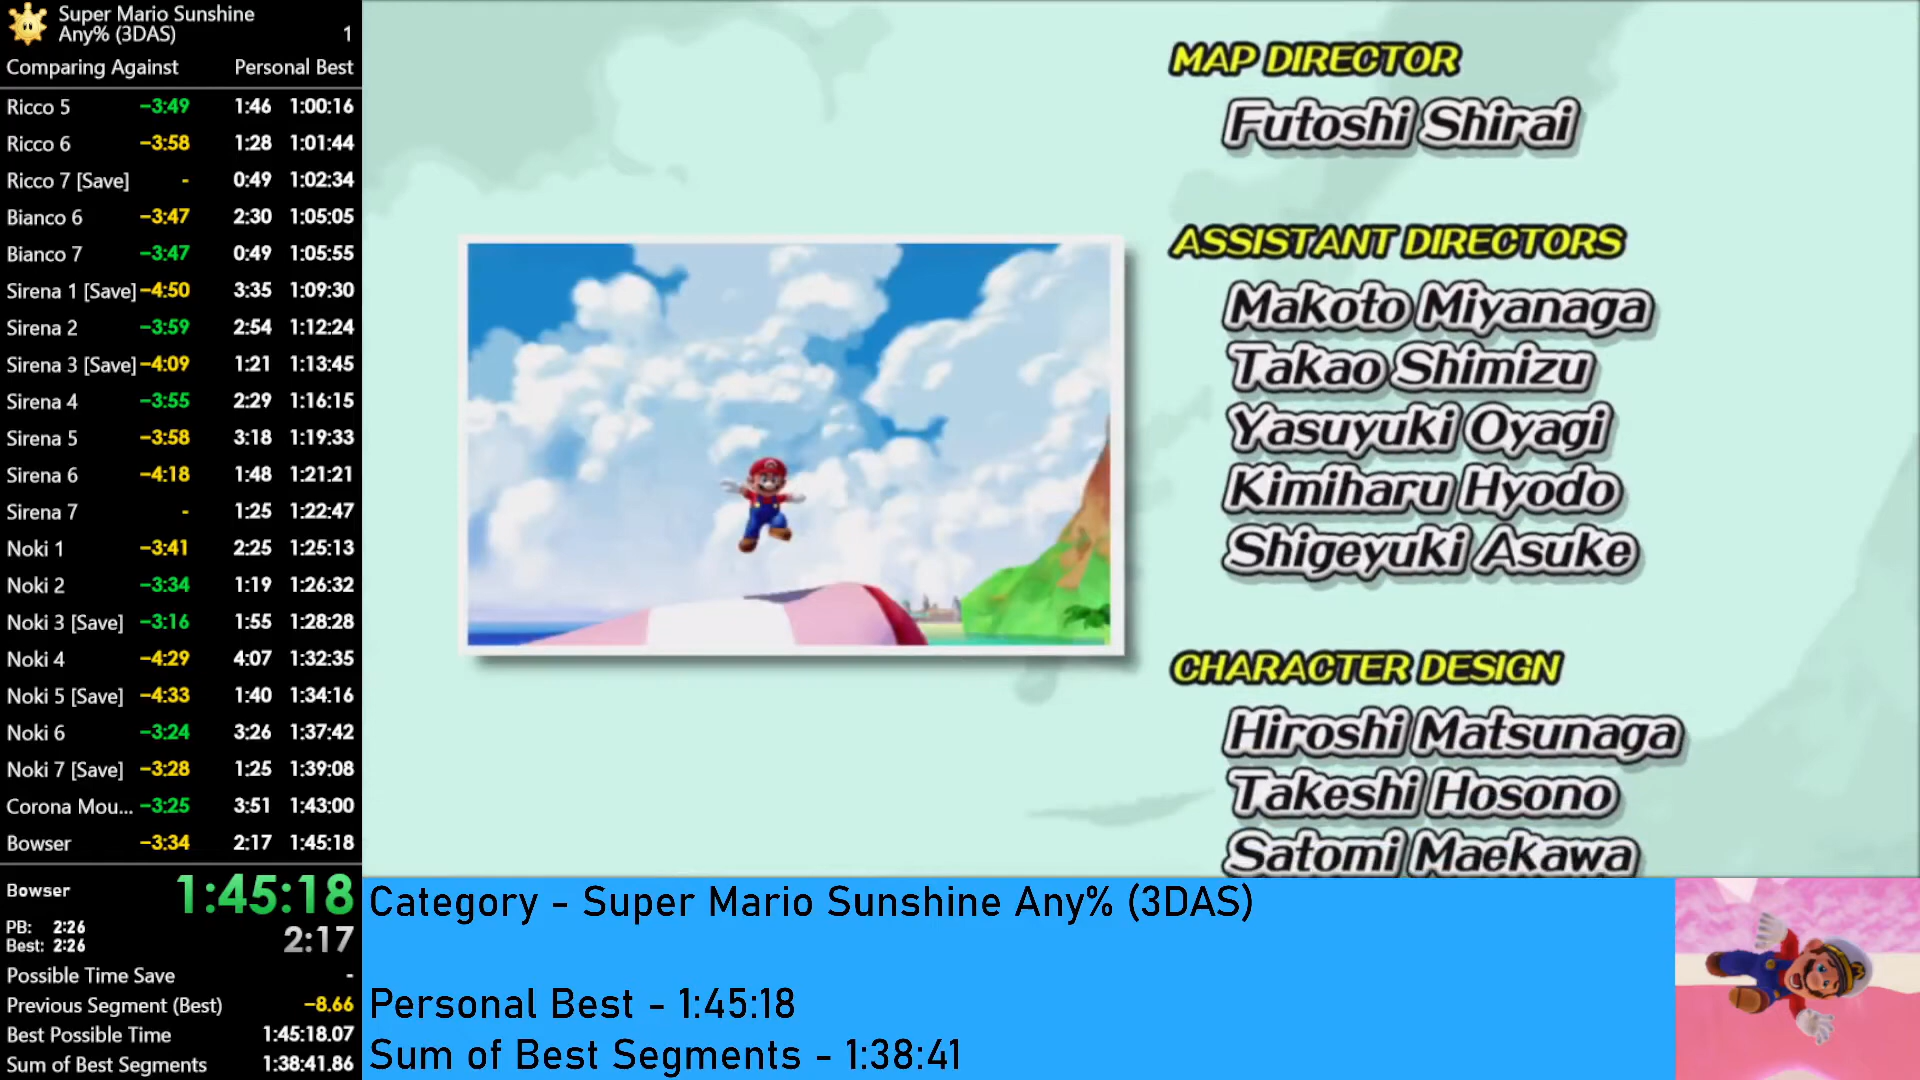 Super Mario Sunshine
Any% (3DAS) 1
Comparing Against Personal Best
Ricco 5 −3:49 1:46 1:00:16
Ricco 6 −3:58 1:28 1:01:44
Ricco 7 [Save] - 0:49 1:02:34
Bianco 6 −3:47 2:30 1:05:05
Bianco 7 −3:47 0:49 1:05:55
Sirena 1 [Save] −4:50 3:35 1:09:30
Sirena 2 −3:59 2:54 1:12:24
Sirena 3 [Save] −4:09 1:21 1:13:45
Sirena 4 −3:55 2:29 1:16:15
Sirena 5 −3:58 3:18 1:19:33
Sirena 6 −4:18 1:48 1:21:21
Sirena 7 - 1:25 1:22:47
Noki 1 −3:41 2:25 1:25:13
Noki 2 −3:34 1:19 1:26:32
Noki 3 [Save] −3:16 1:55 1:28:28
Noki 4 −4:29 4:07 1:32:35
Noki 5 [Save] −4:33 1:40 1:34:16
Noki 6 −3:24 3:26 1:37:42
Noki 7 [Save] −3:28 1:25 1:39:08
Corona Mou... −3:25 3:51 1:43:00
Bowser −3:34 2:17 1:45:18
Bowser 1:45:18
PB: 2:26
Best: 2:26 2:17
Possible Time Save -
Previous Segment (Best) −8.66
Best Possible Time 1:45:18.07
Sum of Best Segments 1:38:41.86
MAP DIRECTOR
Futoshi Shirai
ASSISTANT DIRECTORS
Makoto Miyanaga
Takao Shimizu
Yasuyuki Oyagi
Kimiharu Hyodo
Shigeyuki Asuke
CHARACTER DESIGN
Hiroshi Matsunaga
Takeshi Hosono
Satomi Maekawa
Category - Super Mario Sunshine Any% (3DAS)
Personal Best - 1:45:18
Sum of Best Segments - 1:38:41